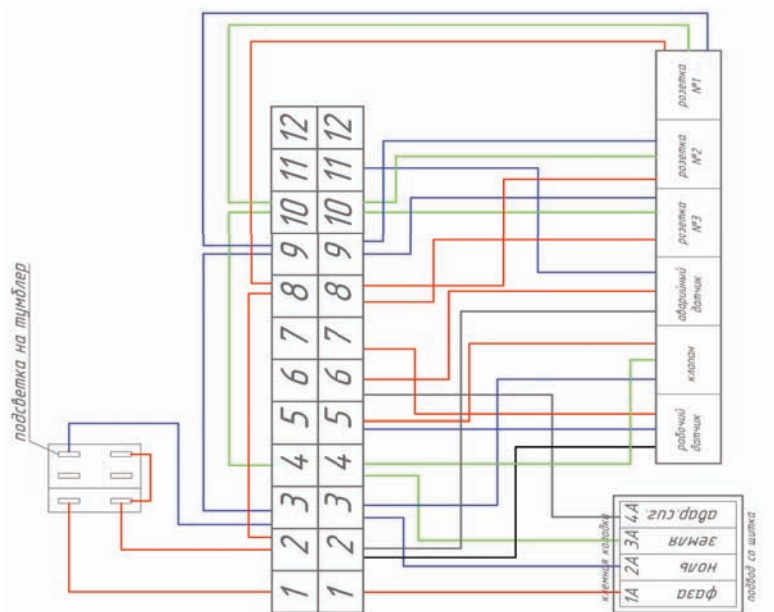 подсветка на тумблер
12 12
11 11
10 10
9 9
8 8
7 7
6 6
5 5
4 4
3 3
2 2
1 1
розетка
№1
розетка
№2
розетка
№3
аварийный
датчик
клапан
рабочий
датчик
клемная колодка
4А авар.сиг.
3А земля
2А ноль
1А фаза
подвод со щитка